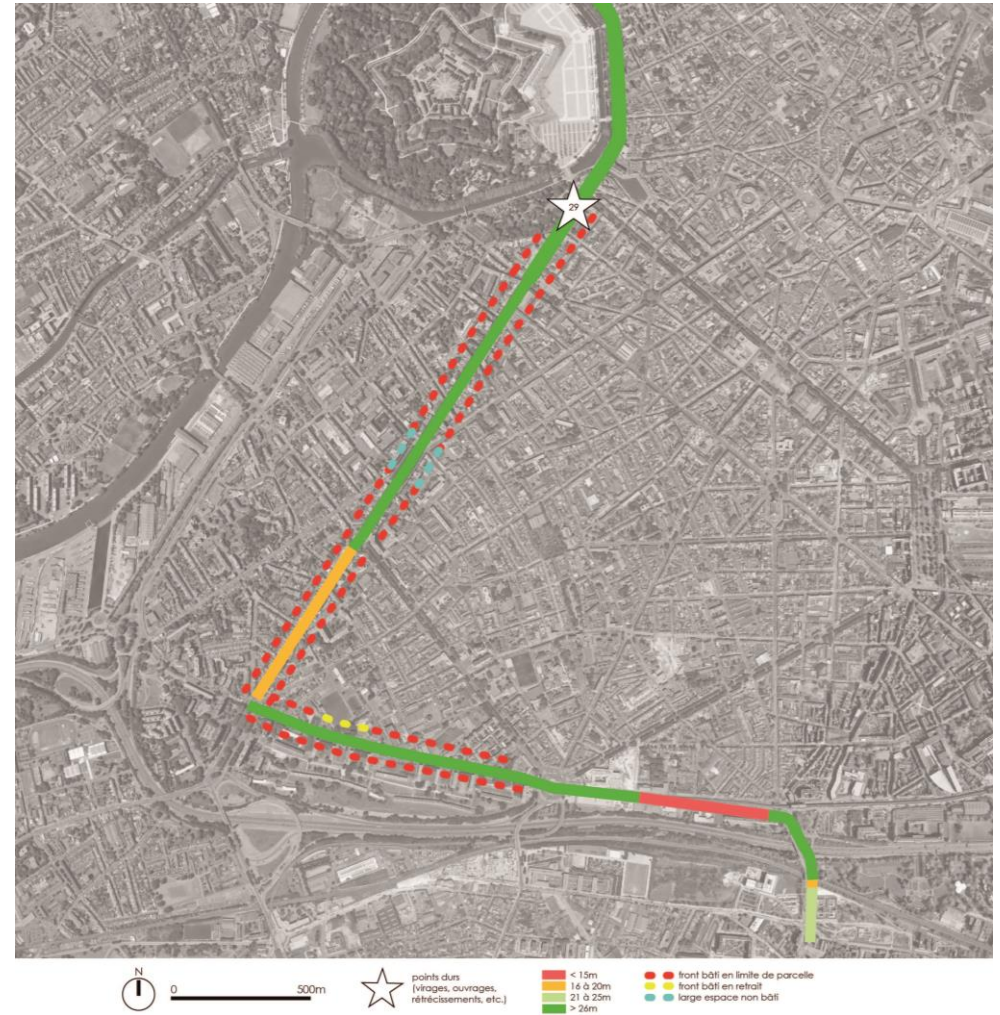 29
N
0 500m
points durs
(virages, ouvrages,
rétrécissements, etc.)
< 15m
16 à 20m
21 à 25m
> 26m
front bâti en limite de parcelle
front bâti en retrait
large espace non bâti